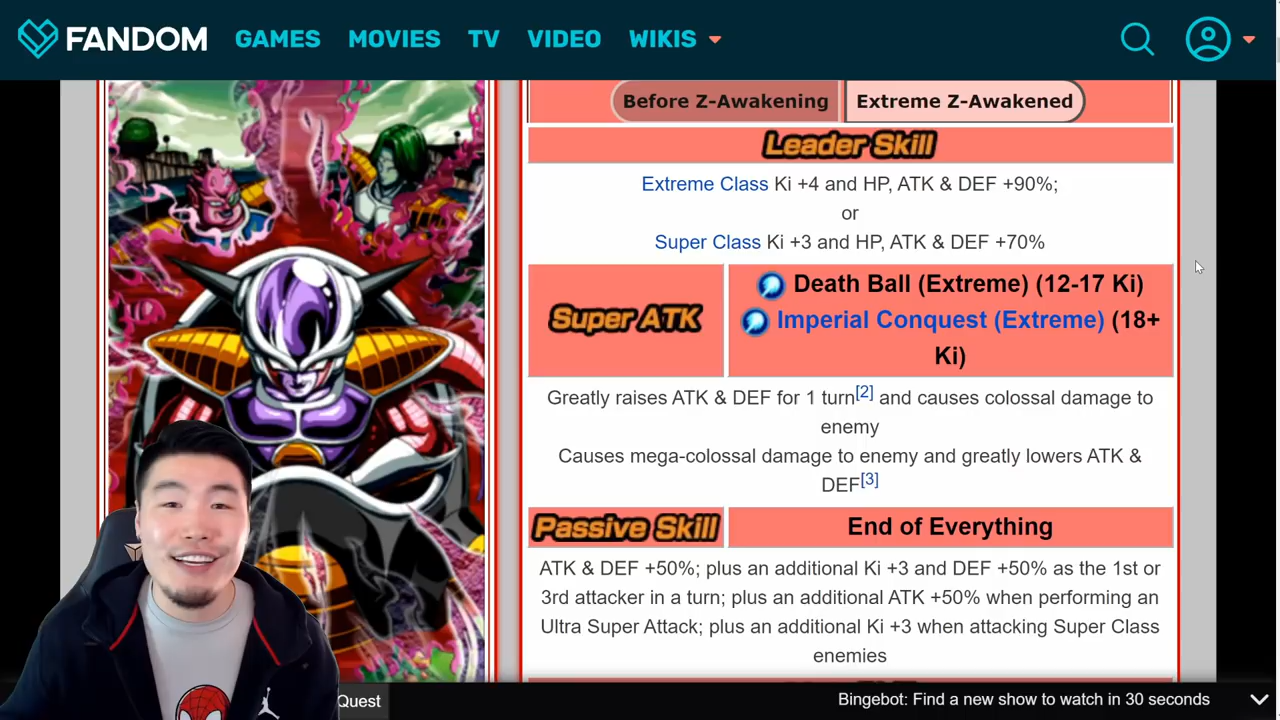 FANDOM GAMES MOVIES TV VIDEO WIKIS
Before Z-Awakening Extreme Z-Awakened
Leader Skill
Extreme Class Ki +4 and HP, ATK & DEF +90%;
or
Super Class Ki +3 and HP, ATK & DEF +70%
Super ATK
Death Ball (Extreme) (12-17 Ki)
Imperial Conquest (Extreme) (18+
Ki)
Greatly raises ATK & DEF for 1 turn[2] and causes colossal damage to
enemy
Causes mega-colossal damage to enemy and greatly lowers ATK &
DEF[3]
Passive Skill End of Everything
ATK & DEF +50%; plus an additional Ki +3 and DEF +50% as the 1st or
3rd attacker in a turn; plus an additional ATK +50% when performing an
Ultra Super Attack; plus an additional Ki +3 when attacking Super Class
enemies
Quest
Bingebot: Find a new show to watch in 30 seconds